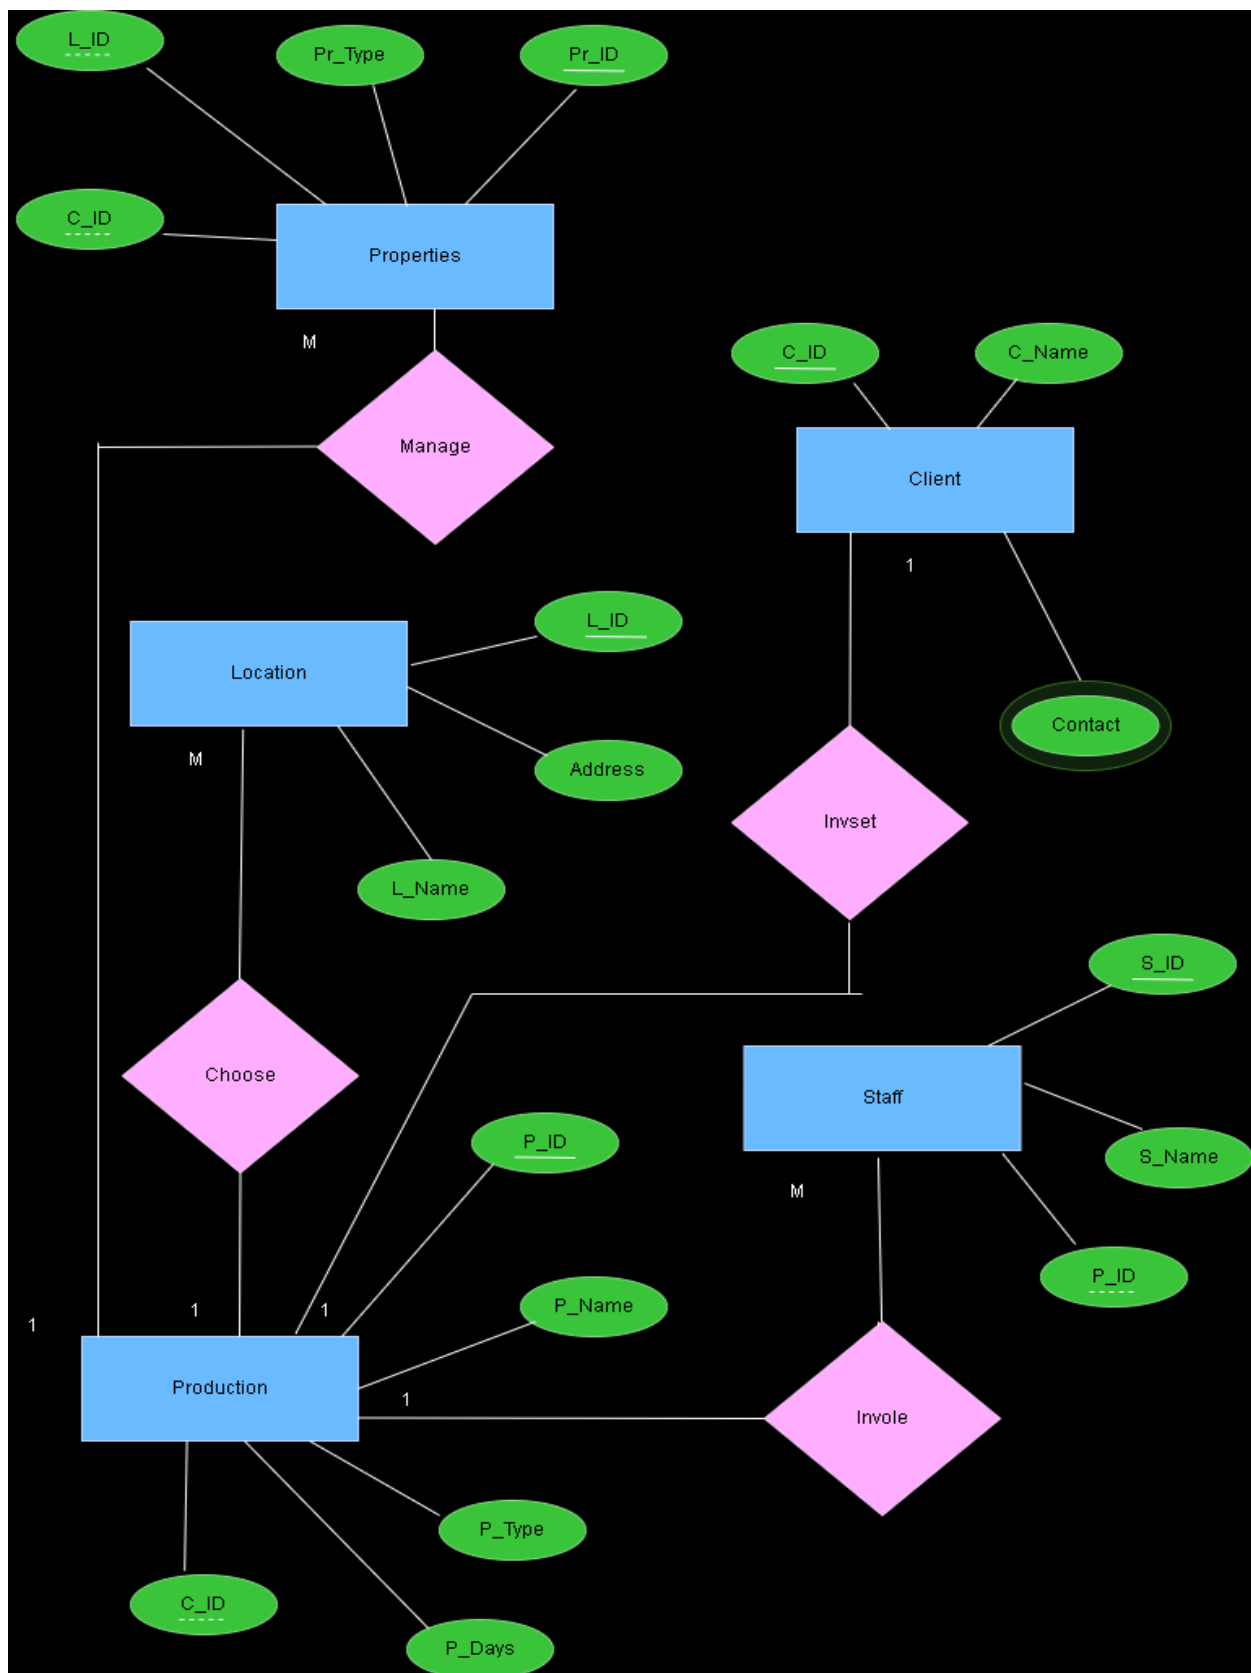 L_ID
Pr_Type
Pr_ID
C_ID
Properties
M
Manage
C_ID
C_Name
Client
1
Contact
L_ID
Location
M
Address
L_Name
Invset
S_ID
Staff
S_Name
M
P_ID
Choose
P_ID
P_Name
1
1
1
1
Production
Invole
P_Type
C_ID
P_Days